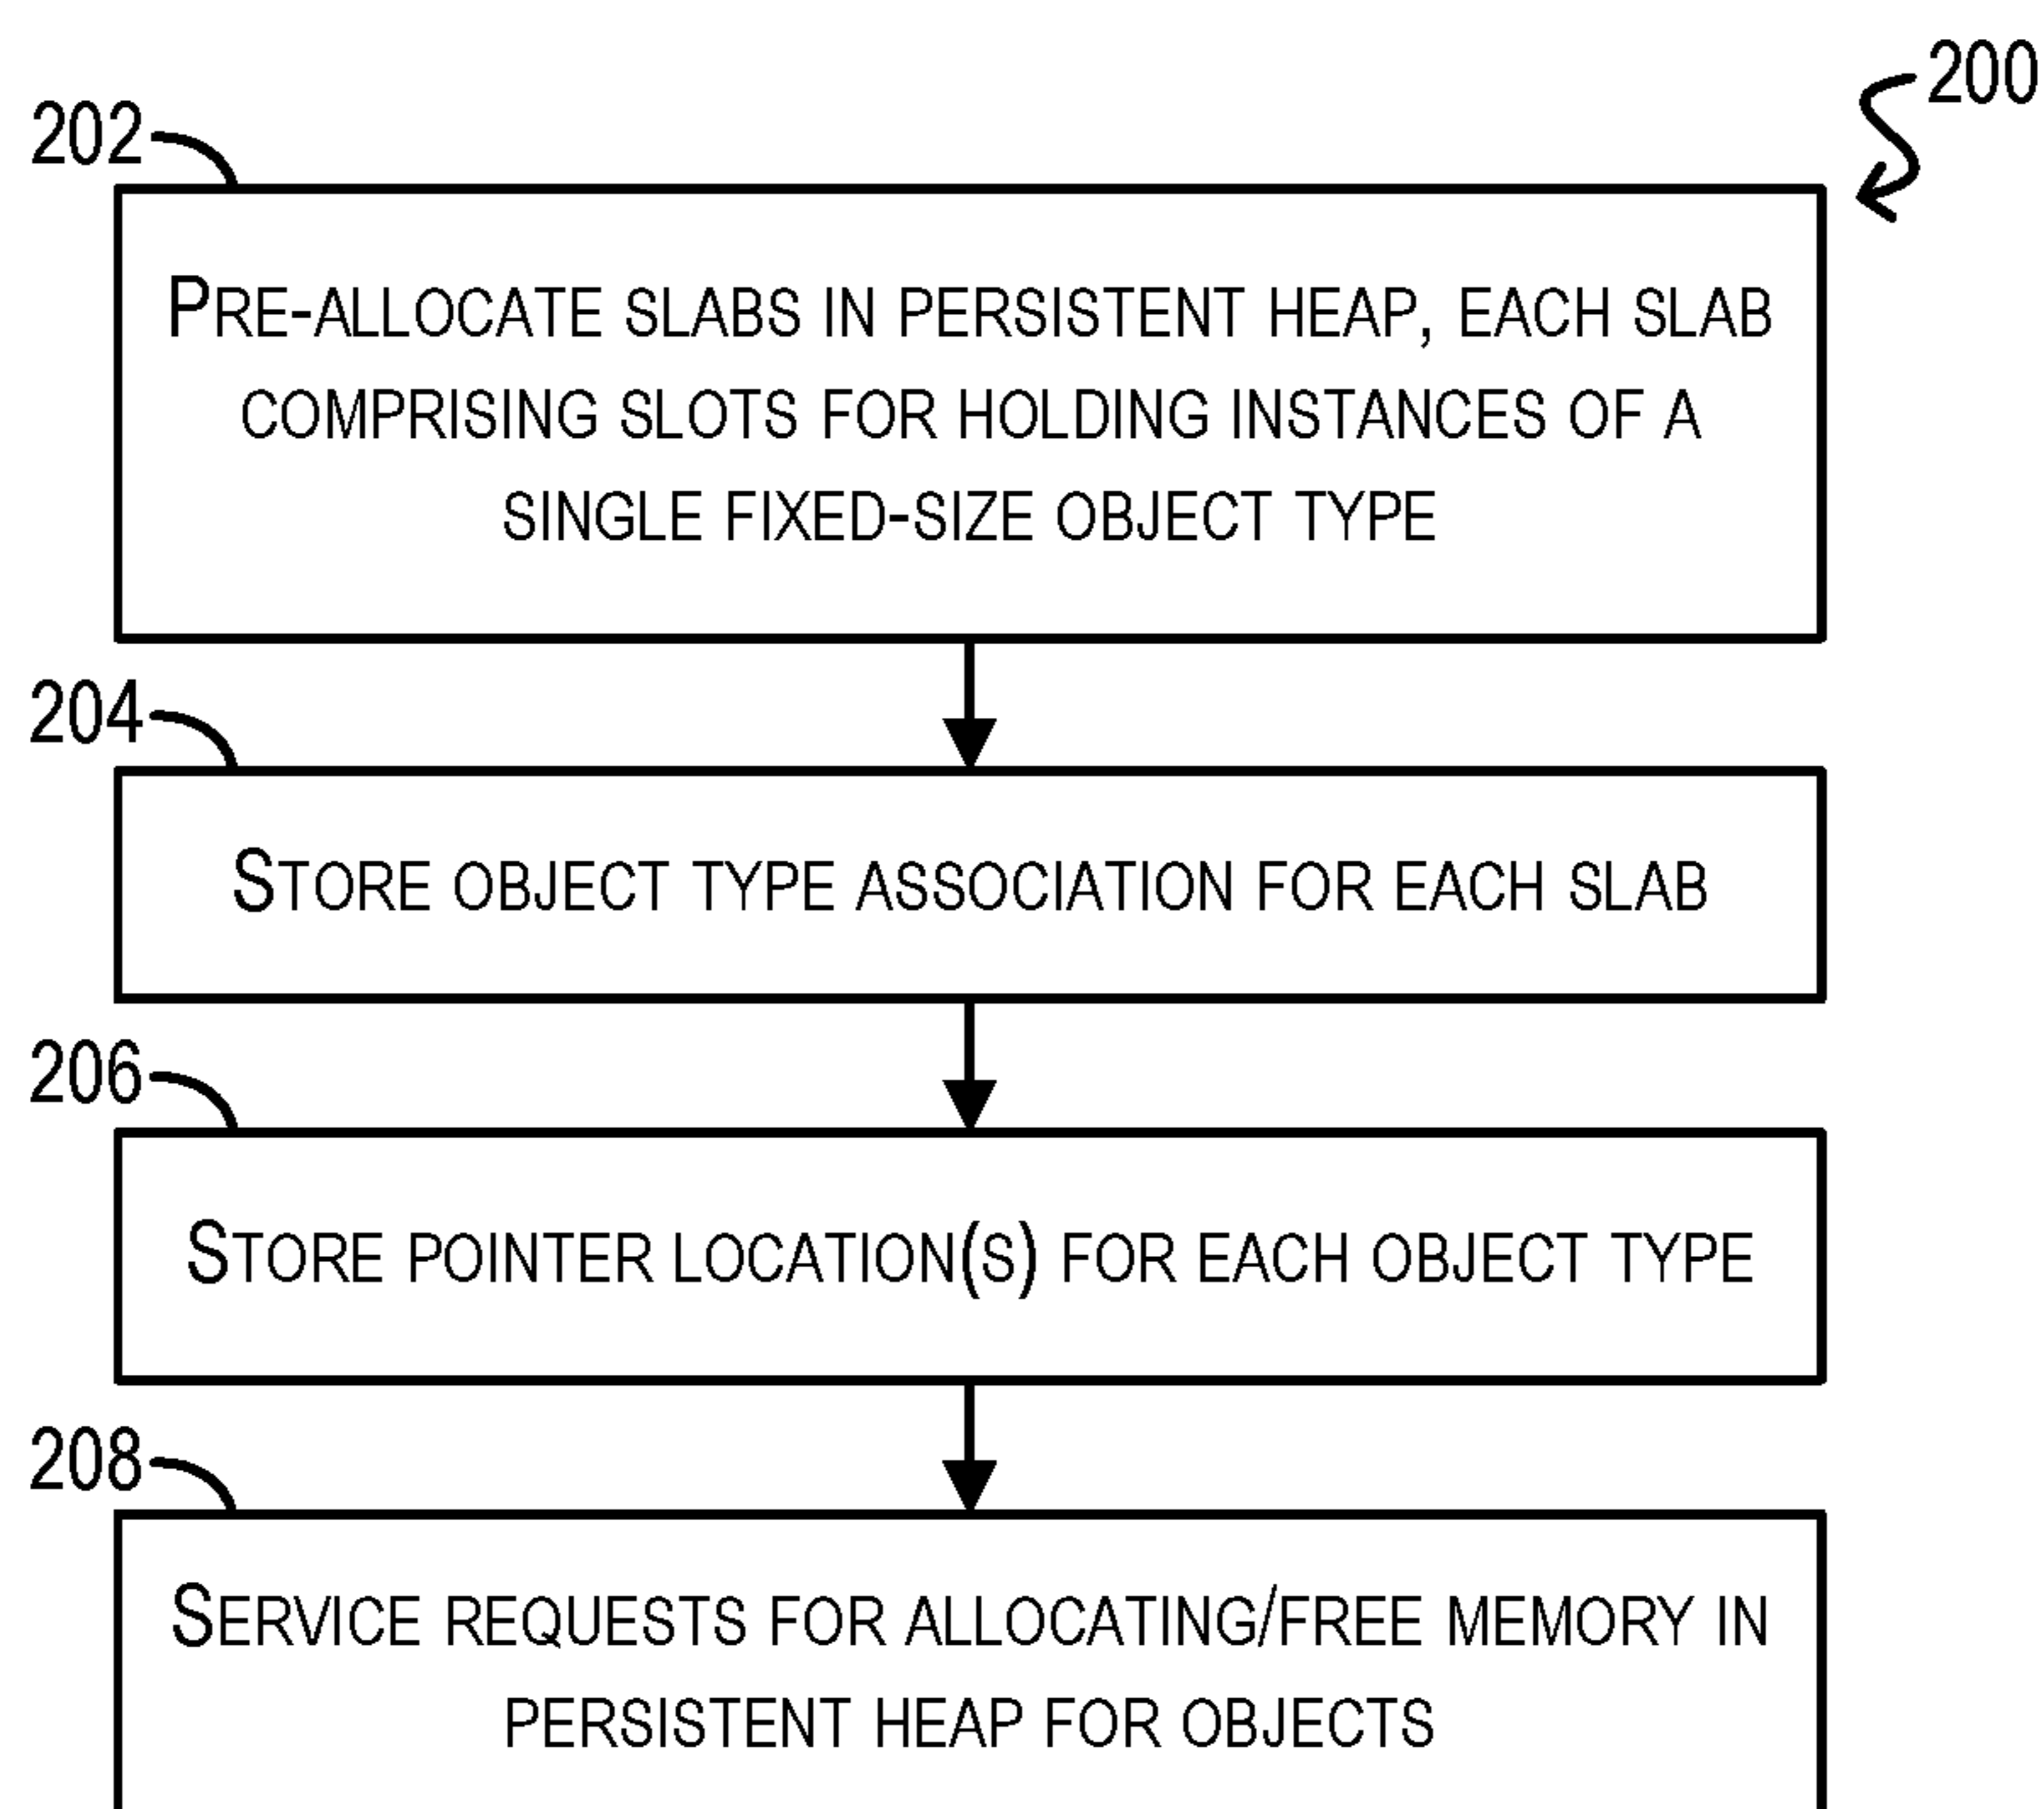 200
202
PRE-ALLOCATE SLABS IN PERSISTENT HEAP, EACH SLAB
COMPRISING SLOTS FOR HOLDING INSTANCES OF A
SINGLE FIXED-SIZE OBJECT TYPE
204
STORE OBJECT TYPE ASSOCIATION FOR EACH SLAB
206
STORE POINTER LOCATION(S) FOR EACH OBJECT TYPE
208
SERVICE REQUESTS FOR ALLOCATING/FREE MEMORY IN
PERSISTENT HEAP FOR OBJECTS